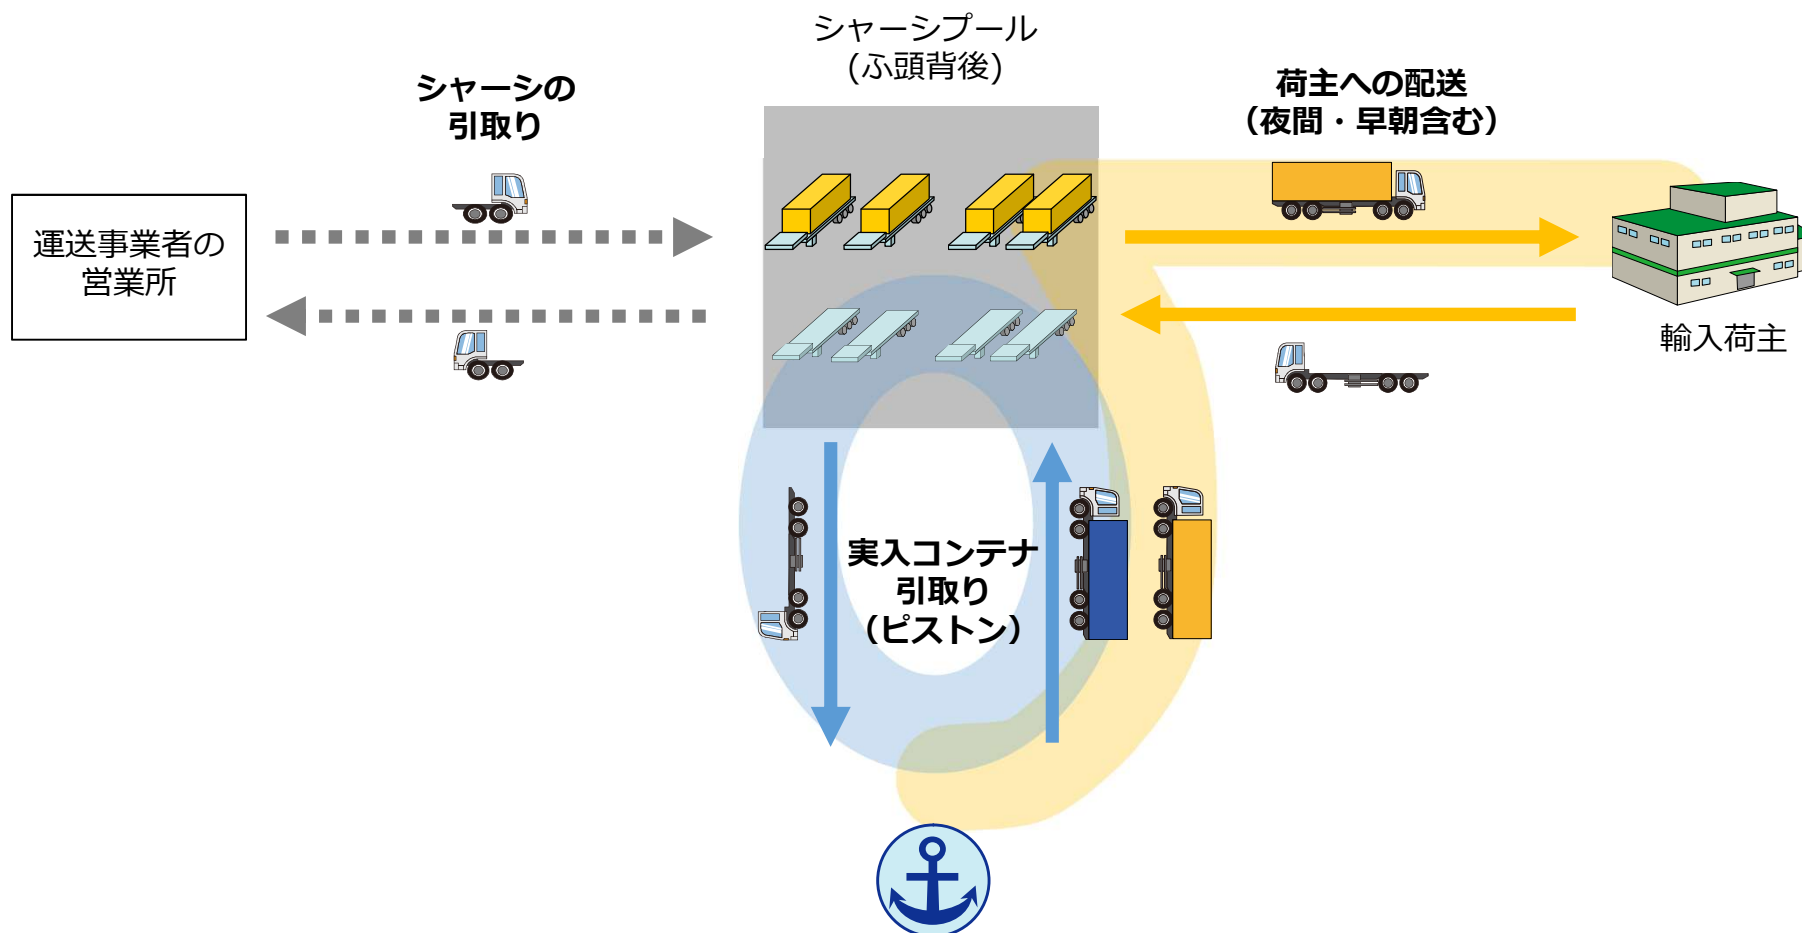 シャーシプール
(ふ頭背後)
シャーシの
引取り
荷主への配送
（夜間・早朝含む）
運送事業者の
営業所
輸入荷主
実入コンテナ
引取り
（ピストン）